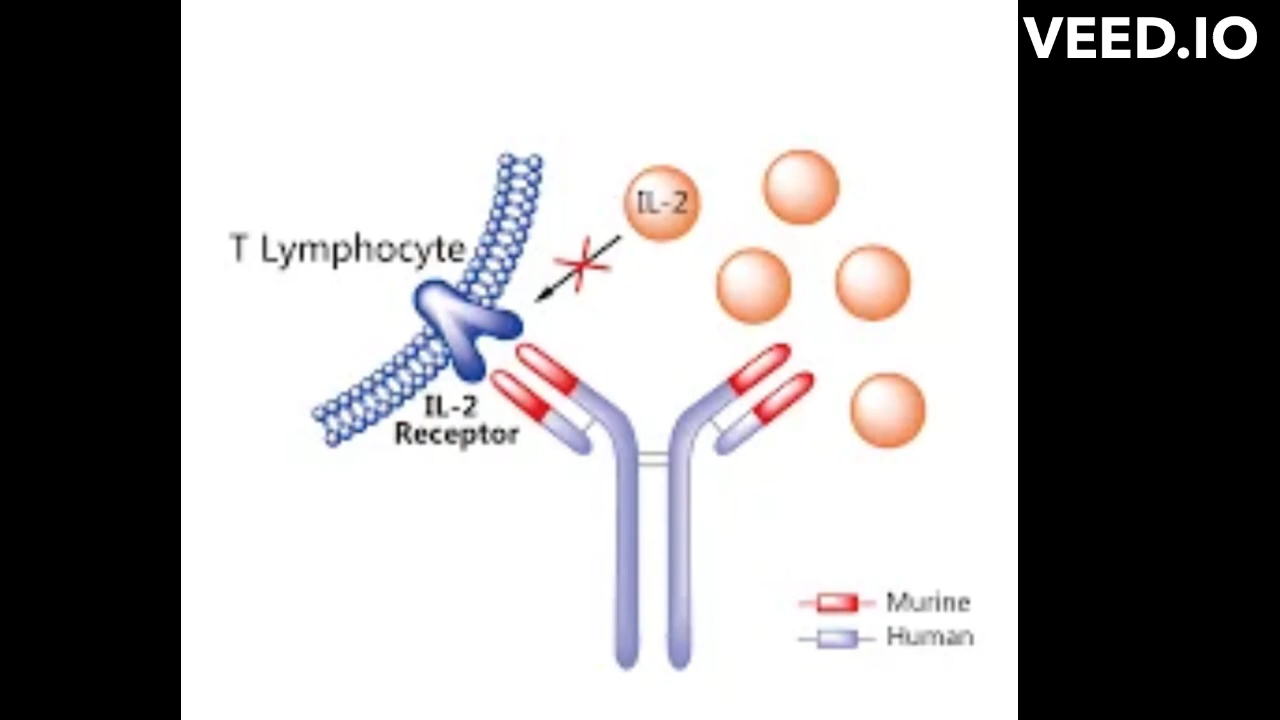 VEED.IO
IL-2
T Lymphocyte
IL-2
Receptor
Murine
Human